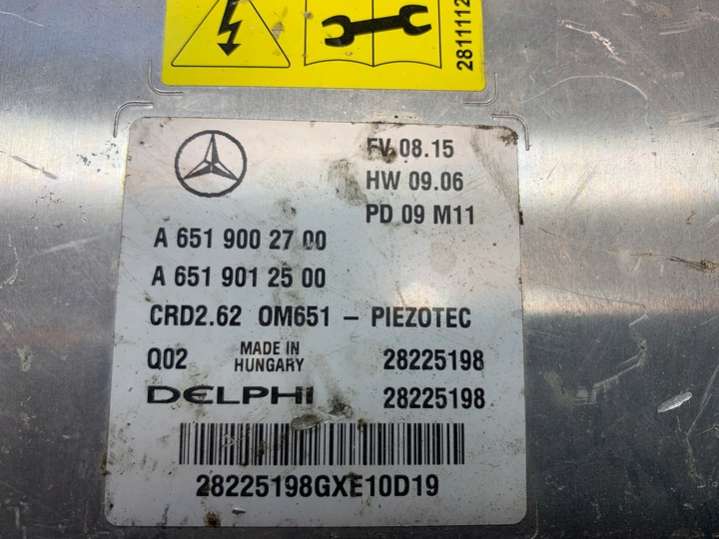 28111112
FV 08.15
HW 09.06
PD 09 M11
A 651 900 27 00
A 651 901 25 00
CRD2.62 OM651 – PIEZOTEC
Q02 MADE IN HUNGARY 28225198
DELPHI 28225198
28225198GXE10D19